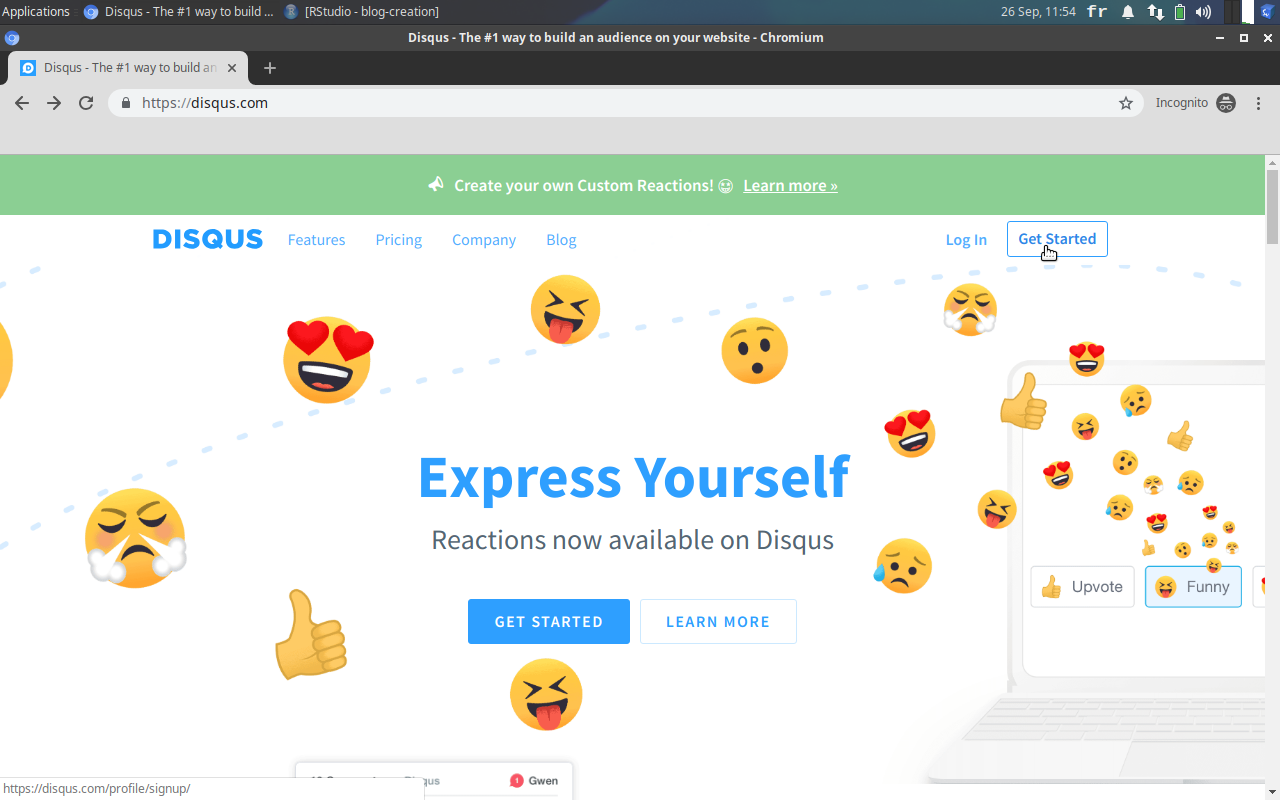 Applications
Disqus - The #1 way to build ...
[RStudio - blog-creation]
26 Sep, 11:54
fr
Disqus - The #1 way to build an audience on your website - Chromium
Disqus - The #1 way to build an
https://disqus.com
Incognito
Create your own Custom Reactions! Learn more »
DISQUS
Features
Pricing
Company
Blog
Log In
Get Started
Express Yourself
Reactions now available on Disqus
GET STARTED
LEARN MORE
Upvote
Funny
Gwen
https://disqus.com/profile/signup/